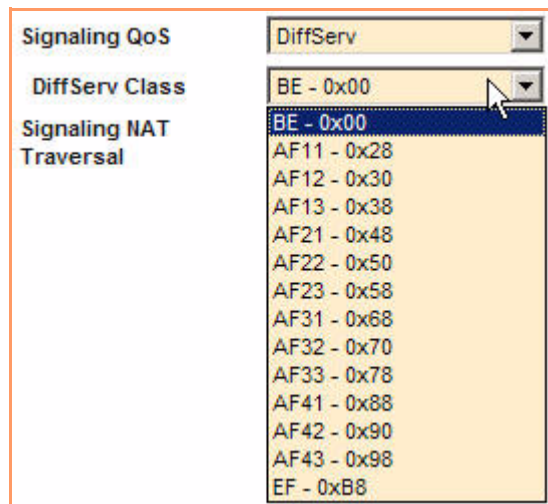 Signaling QoS DiffServ
DiffServ Class BE - 0x00
Signaling NAT
Traversal
BE - 0x00
AF11 - 0x28
AF12 - 0x30
AF13 - 0x38
AF21 - 0x48
AF22 - 0x50
AF23 - 0x58
AF31 - 0x68
AF32 - 0x70
AF33 - 0x78
AF41 - 0x88
AF42 - 0x90
AF43 - 0x98
EF - 0xB8